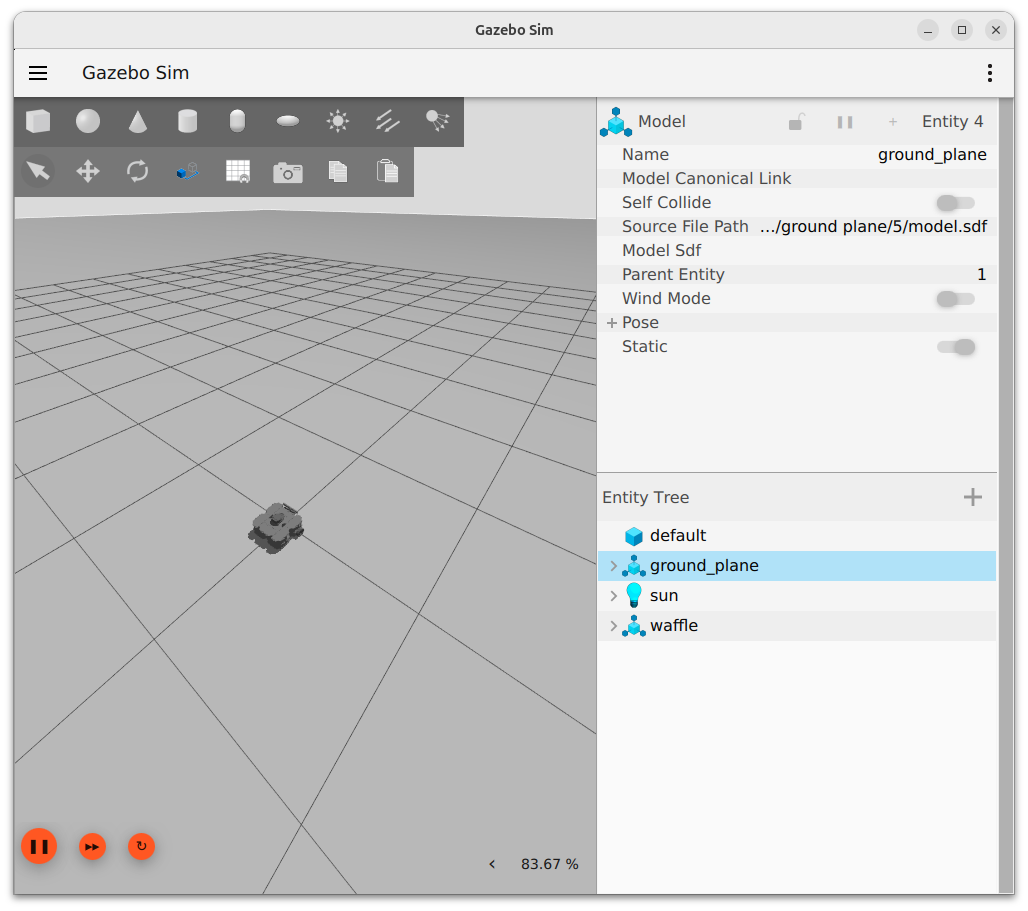 Gazebo Sim
Gazebo Sim
Model Entity 4
Name ground_plane
Model Canonical Link
Self Collide
Source File Path .../ground plane/5/model.sdf
Model Sdf
Parent Entity 1
Wind Mode
Pose
Static
Entity Tree
default
ground_plane
sun
waffle
83.67 %